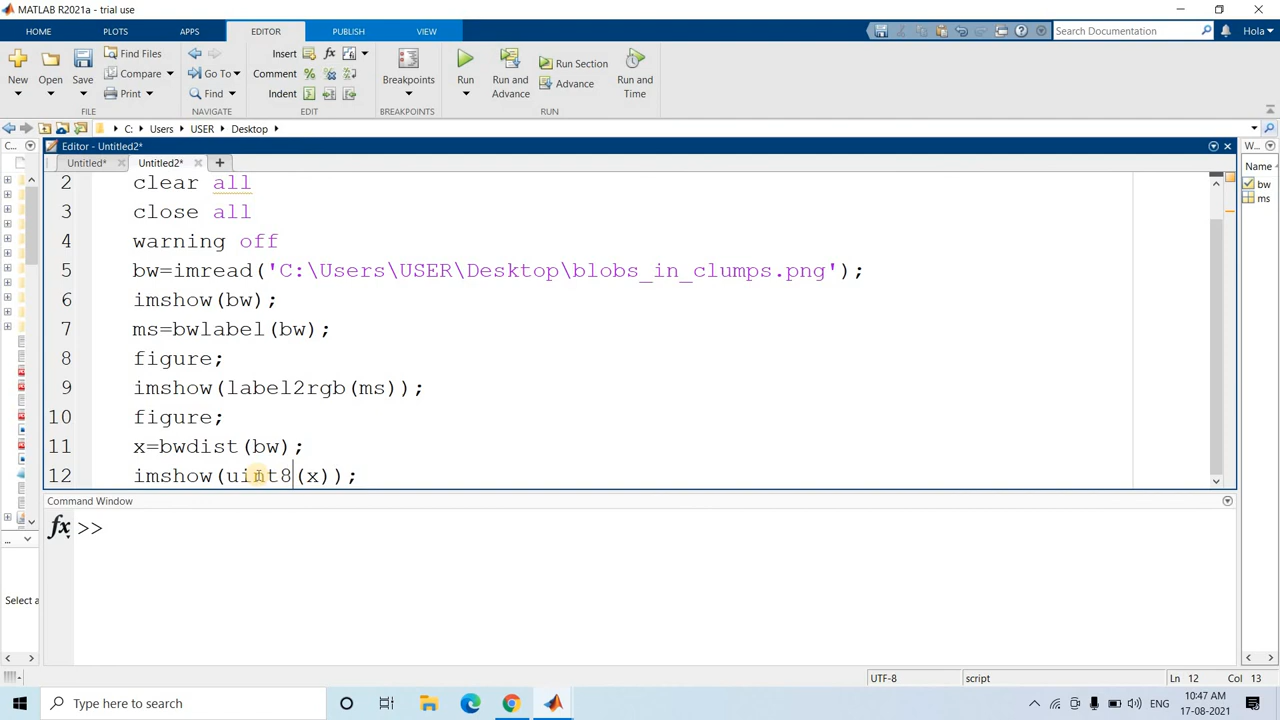 MATLAB R2021a - trial use
HOME PLOTS APPS EDITOR PUBLISH VIEW Search Documentation Hola
New Open Save Find Files Compare Print
Go To Find
Insert fx
Comment
Indent
Breakpoints
Run Run and Advance Run Section Advance Run and Time
FILE NAVIGATE EDIT BREAKPOINTS RUN
C: Users USER Desktop
C... Editor - Untitled2* W...
Untitled* Untitled2* + Name
2 clear all
bw
3 close all
ms
4 warning off
5 bw=imread('C:\Users\USER\Desktop\blobs_in_clumps.png');
6 imshow(bw);
7 ms=bwlabel(bw);
8 figure;
9 imshow(label2rgb(ms));
10 figure;
11 x=bwdist(bw);
12 imshow(uint8(x));
Command Window
fx >>
Select a
UTF-8 script Ln 12 Col 13
Type here to search ENG 10:47 AM
17-08-2021